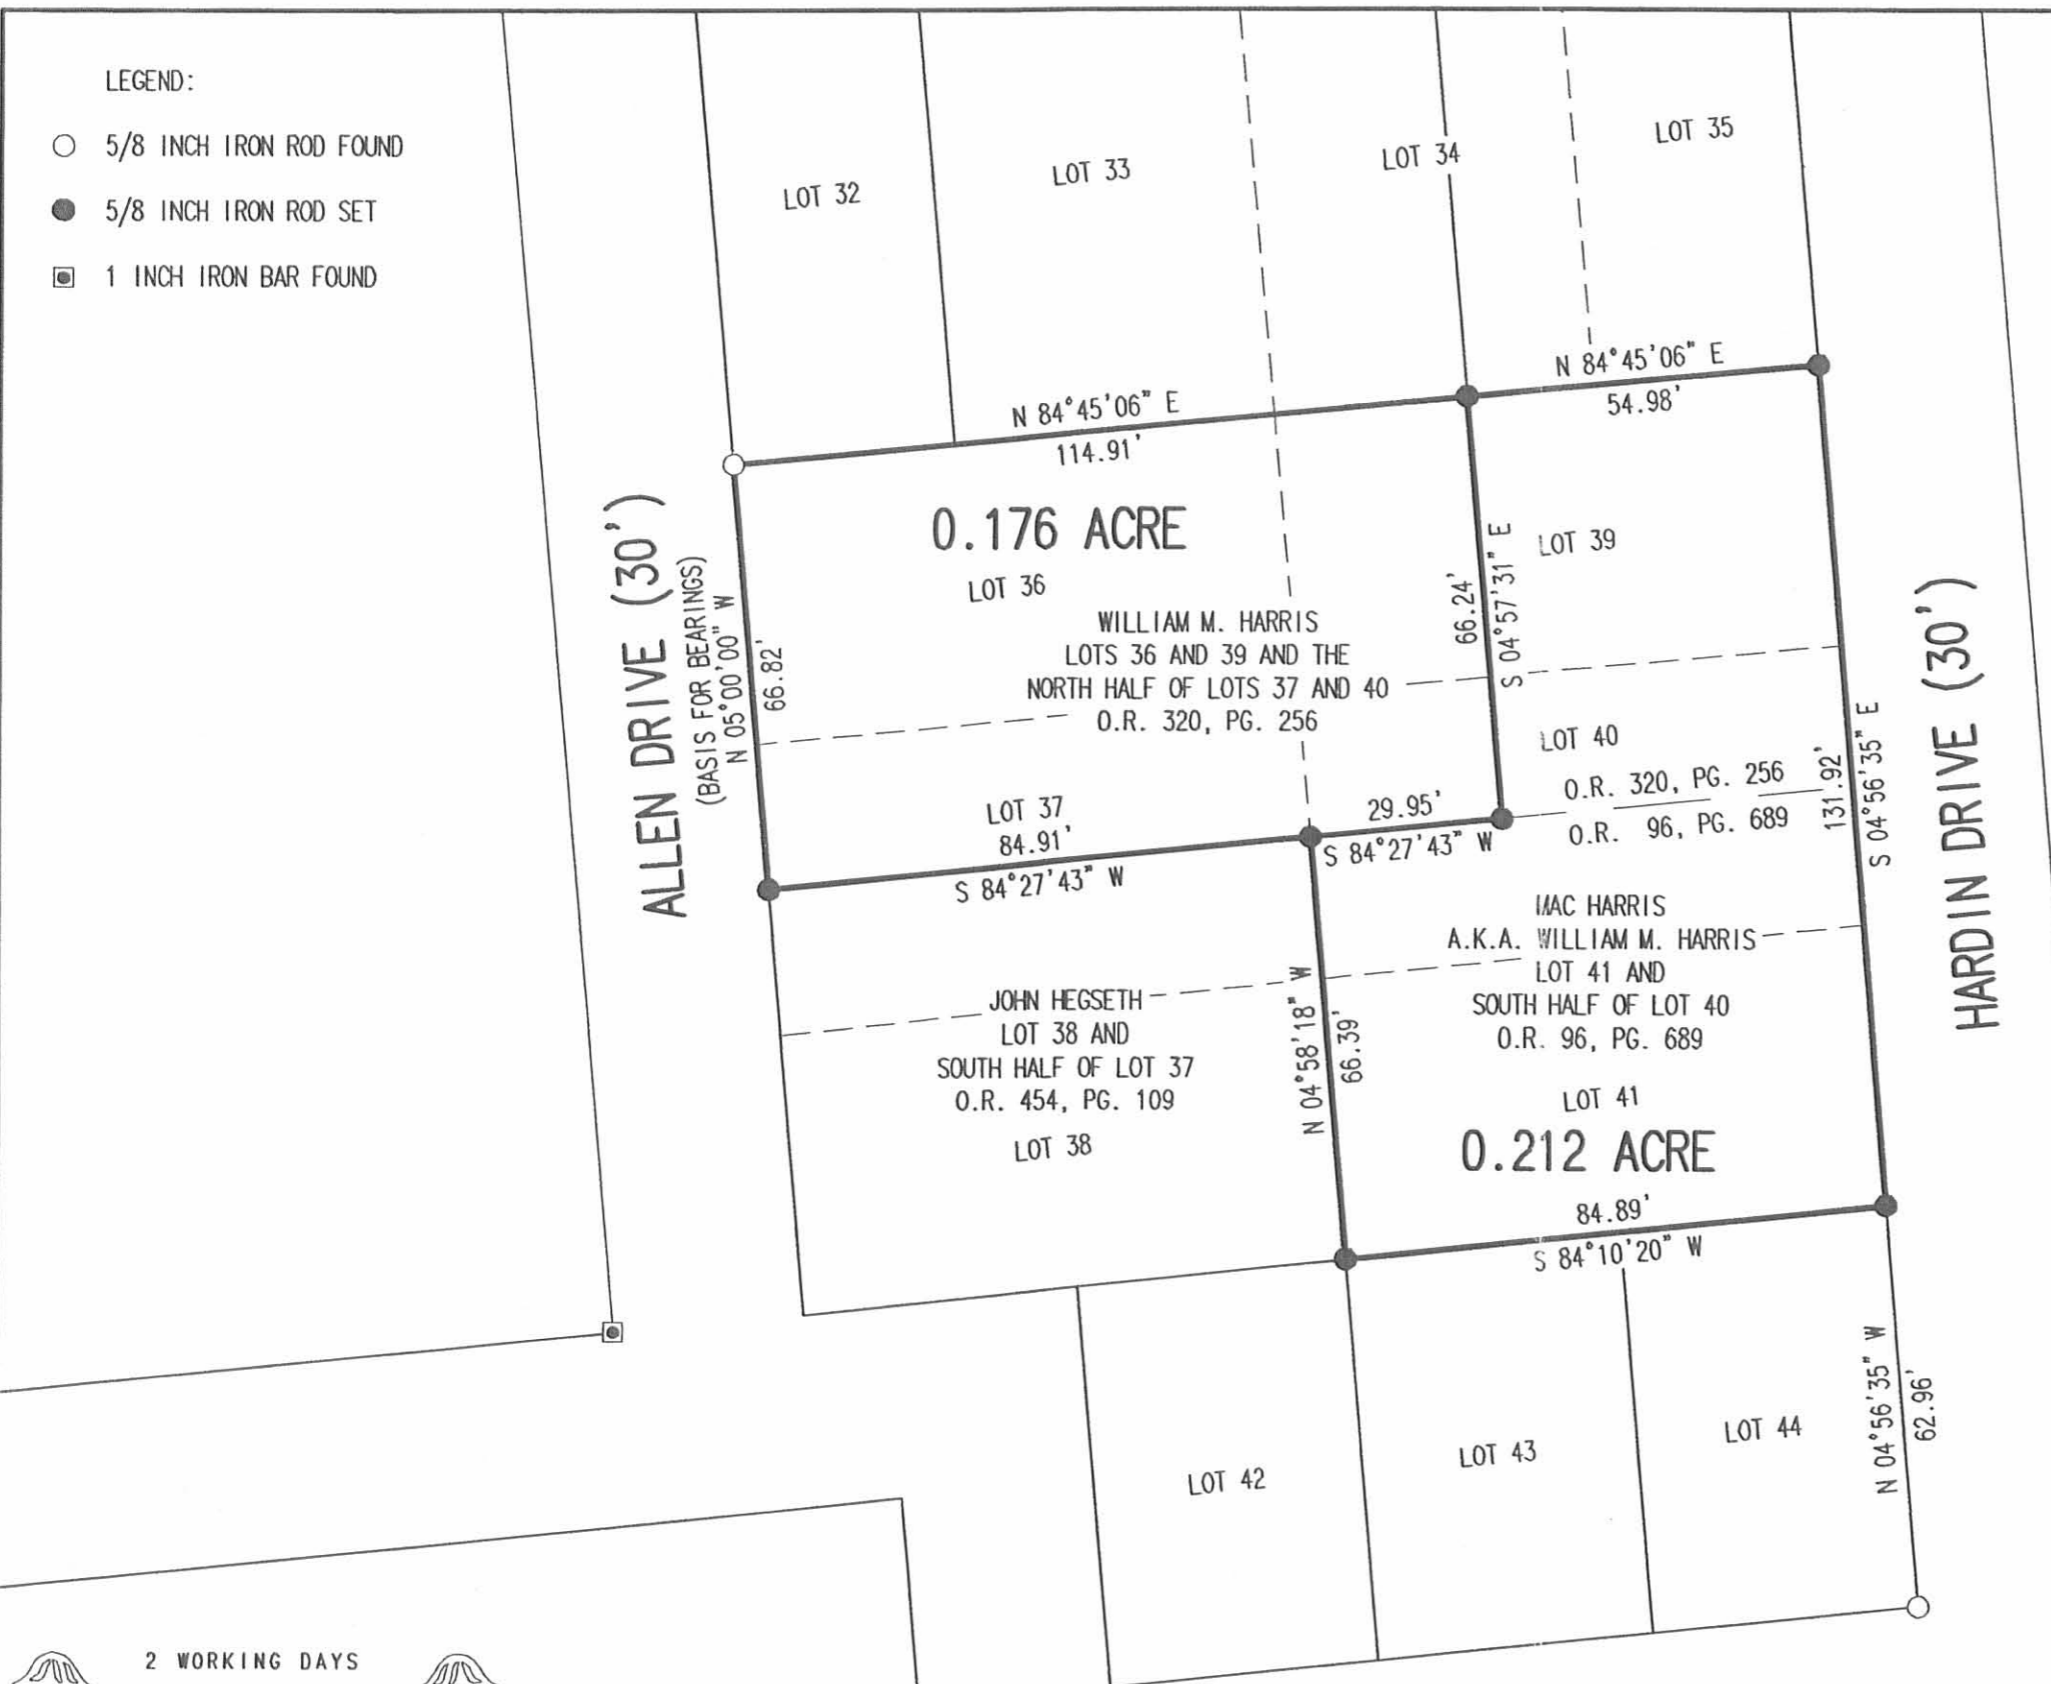 LEGEND:
5/8 INCH IRON ROD FOUND
5/8 INCH IRON ROD SET
1 INCH IRON BAR FOUND
LOT 32
LOT 33
LOT 34
LOT 35
N 84°45'06" E
114.91'
N 84°45'06" E
54.98'
0.176 ACRE
LOT 36
WILLIAM M. HARRIS
LOTS 36 AND 39 AND THE
NORTH HALF OF LOTS 37 AND 40
O.R. 320, PG. 256
ALLEN DRIVE (30')
(BASIS FOR BEARINGS)
N 05°00'00" W
66.82'
66.24'
S 04°57'31" E
LOT 39
LOT 40
O.R. 320, PG. 256
O.R. 96, PG. 689
131.92'
S 04°56'35" E
HARDIN DRIVE (30')
LOT 37
84.91'
S 84°27'43" W
29.95'
S 84°27'43" W
JOHN HEGSETH
LOT 38 AND
SOUTH HALF OF LOT 37
O.R. 454, PG. 109
LOT 38
N 04°58'18" W
66.39'
MAC HARRIS
A.K.A. WILLIAM M. HARRIS
LOT 41 AND
SOUTH HALF OF LOT 40
O.R. 96, PG. 689
LOT 41
0.212 ACRE
84.89'
S 84°10'20" W
LOT 42
LOT 43
LOT 44
N 04°56'35" W
62.96'
2 WORKING DAYS